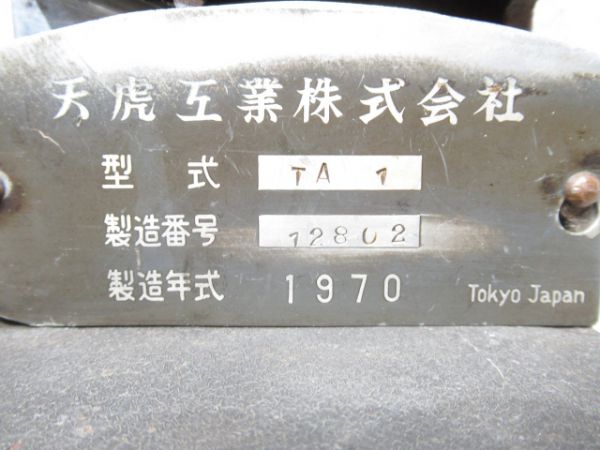 天虎工業株式会社
型式 TA 1
製造番号 12802
製造年式 1970
Tokyo Japan